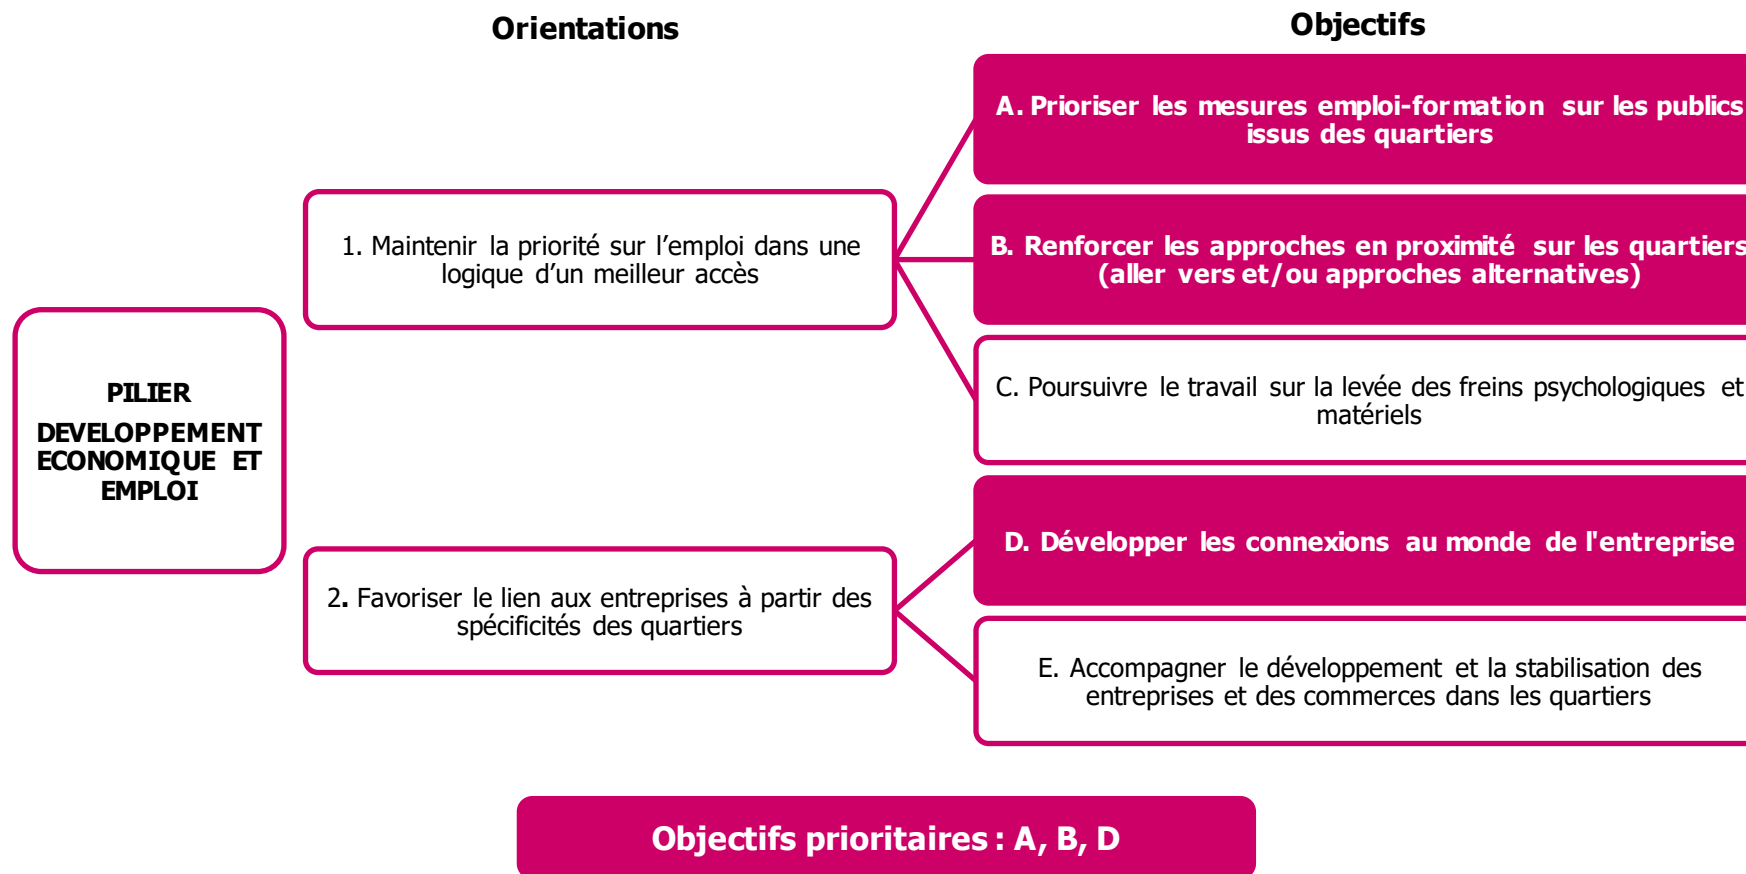 Orientations
Objectifs
PILIER
DEVELOPPEMENT
ECONOMIQUE ET
EMPLOI
1. Maintenir la priorité sur l’emploi dans une
logique d’un meilleur accès
A. Prioriser les mesures emploi-formation sur les publics
issus des quartiers
B. Renforcer les approches en proximité sur les quartiers
(aller vers et/ou approches alternatives)
C. Poursuivre le travail sur la levée des freins psychologiques et
matériels
2. Favoriser le lien aux entreprises à partir des
spécificités des quartiers
D. Développer les connexions au monde de l'entreprise
E. Accompagner le développement et la stabilisation des
entreprises et des commerces dans les quartiers
Objectifs prioritaires : A, B, D